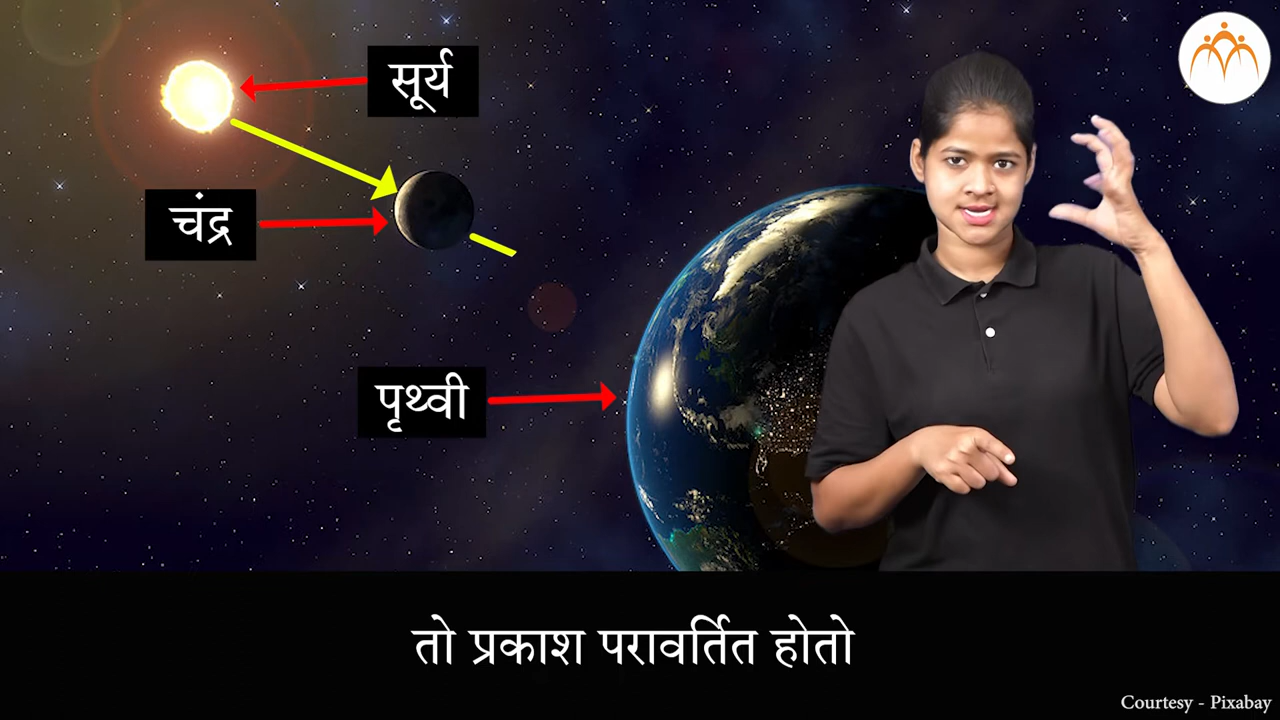 सूर्य
चंद्र
पृथ्वी
तो प्रकाश परावर्तित होतो
Courtesy - Pixabay